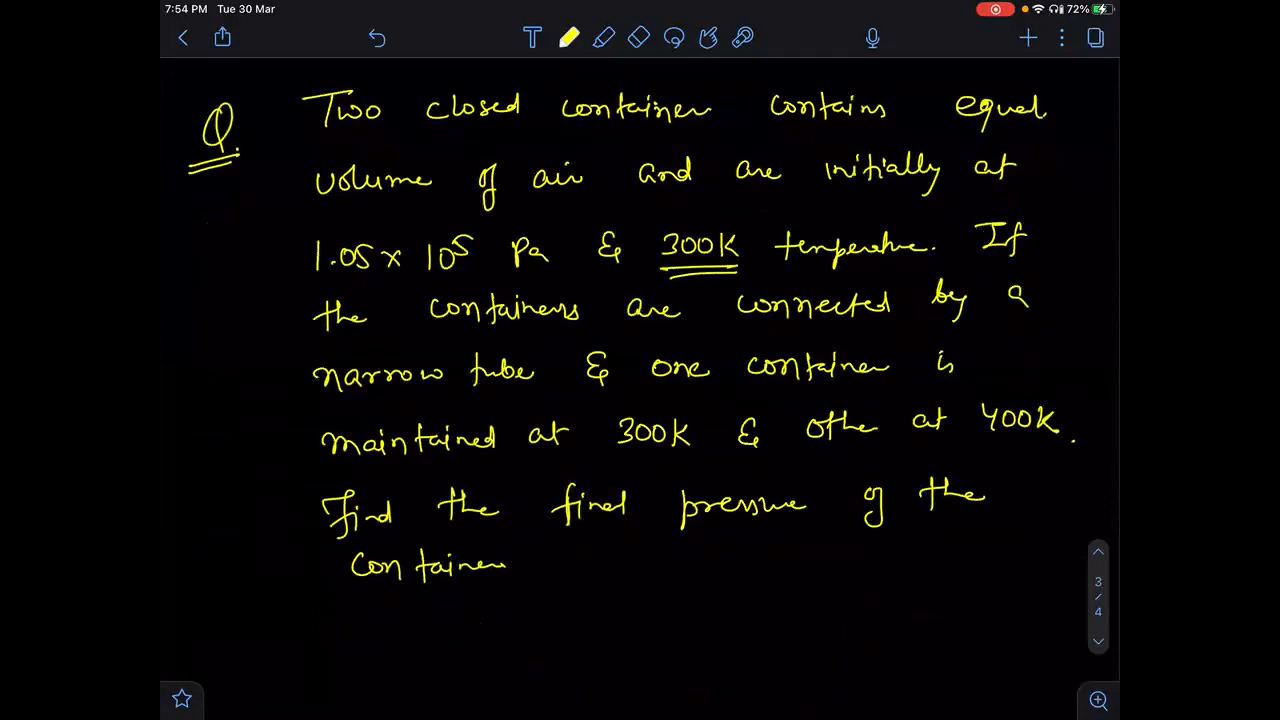 7:54 PM Tue 30 Mar
72%
Q. Two closed container contains equal
volume of air and are initially at
1.05 x 10⁵ Pa & 300K temperature. If
the containers are connected by a
narrow tube & one container is
maintained at 300K & othe at 400K.
Find the final pressure of the
container
3
/
4